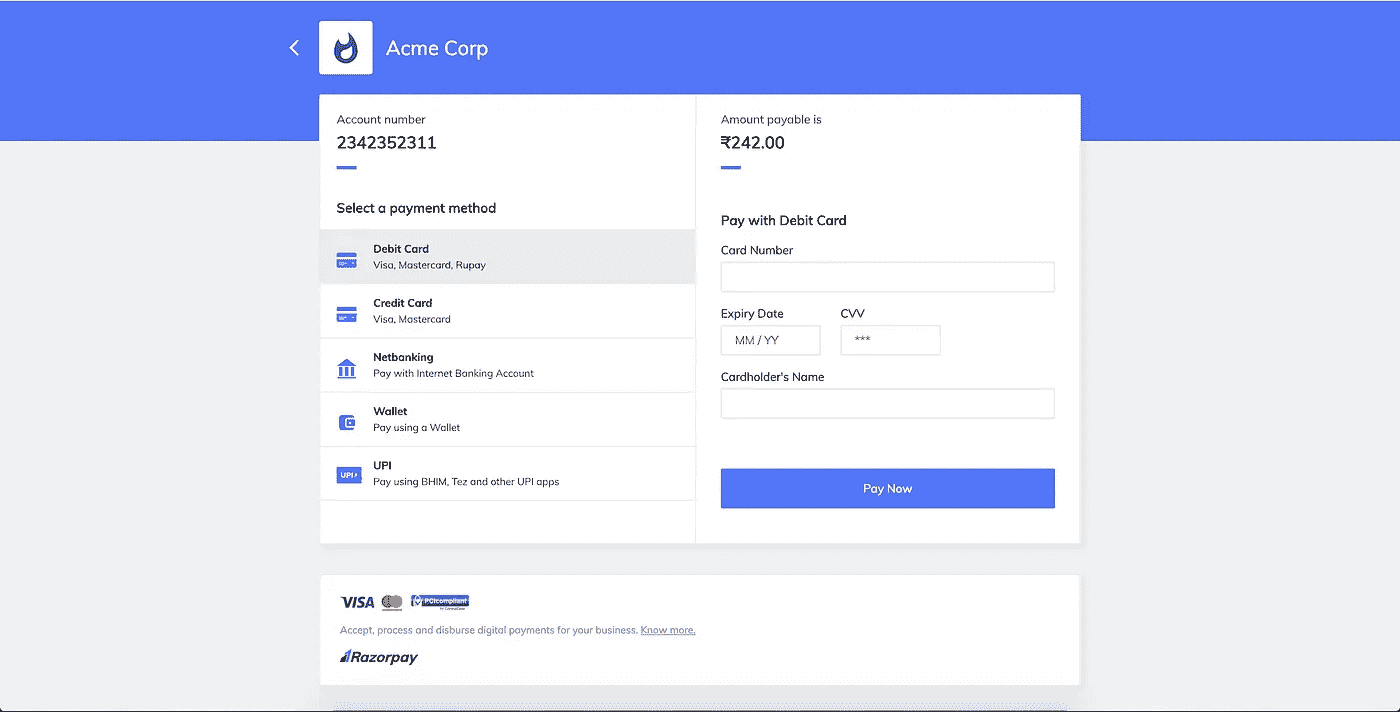 Acme Corp
Account number
2342352311
Select a payment method
Debit Card
Visa, Mastercard, Rupay
Credit Card
Visa, Mastercard
Netbanking
Pay with Internet Banking Account
Wallet
Pay using a Wallet
UPI
UPI
Pay using BHIM, Tez and other UPI apps
Amount payable is
₹242.00
Pay with Debit Card
Card Number
Expiry Date CVV
MM / YY ***
Cardholder's Name
Pay Now
VISA PCI compliant
Accept, process and disburse digital payments for your business. Know more.
Razorpay